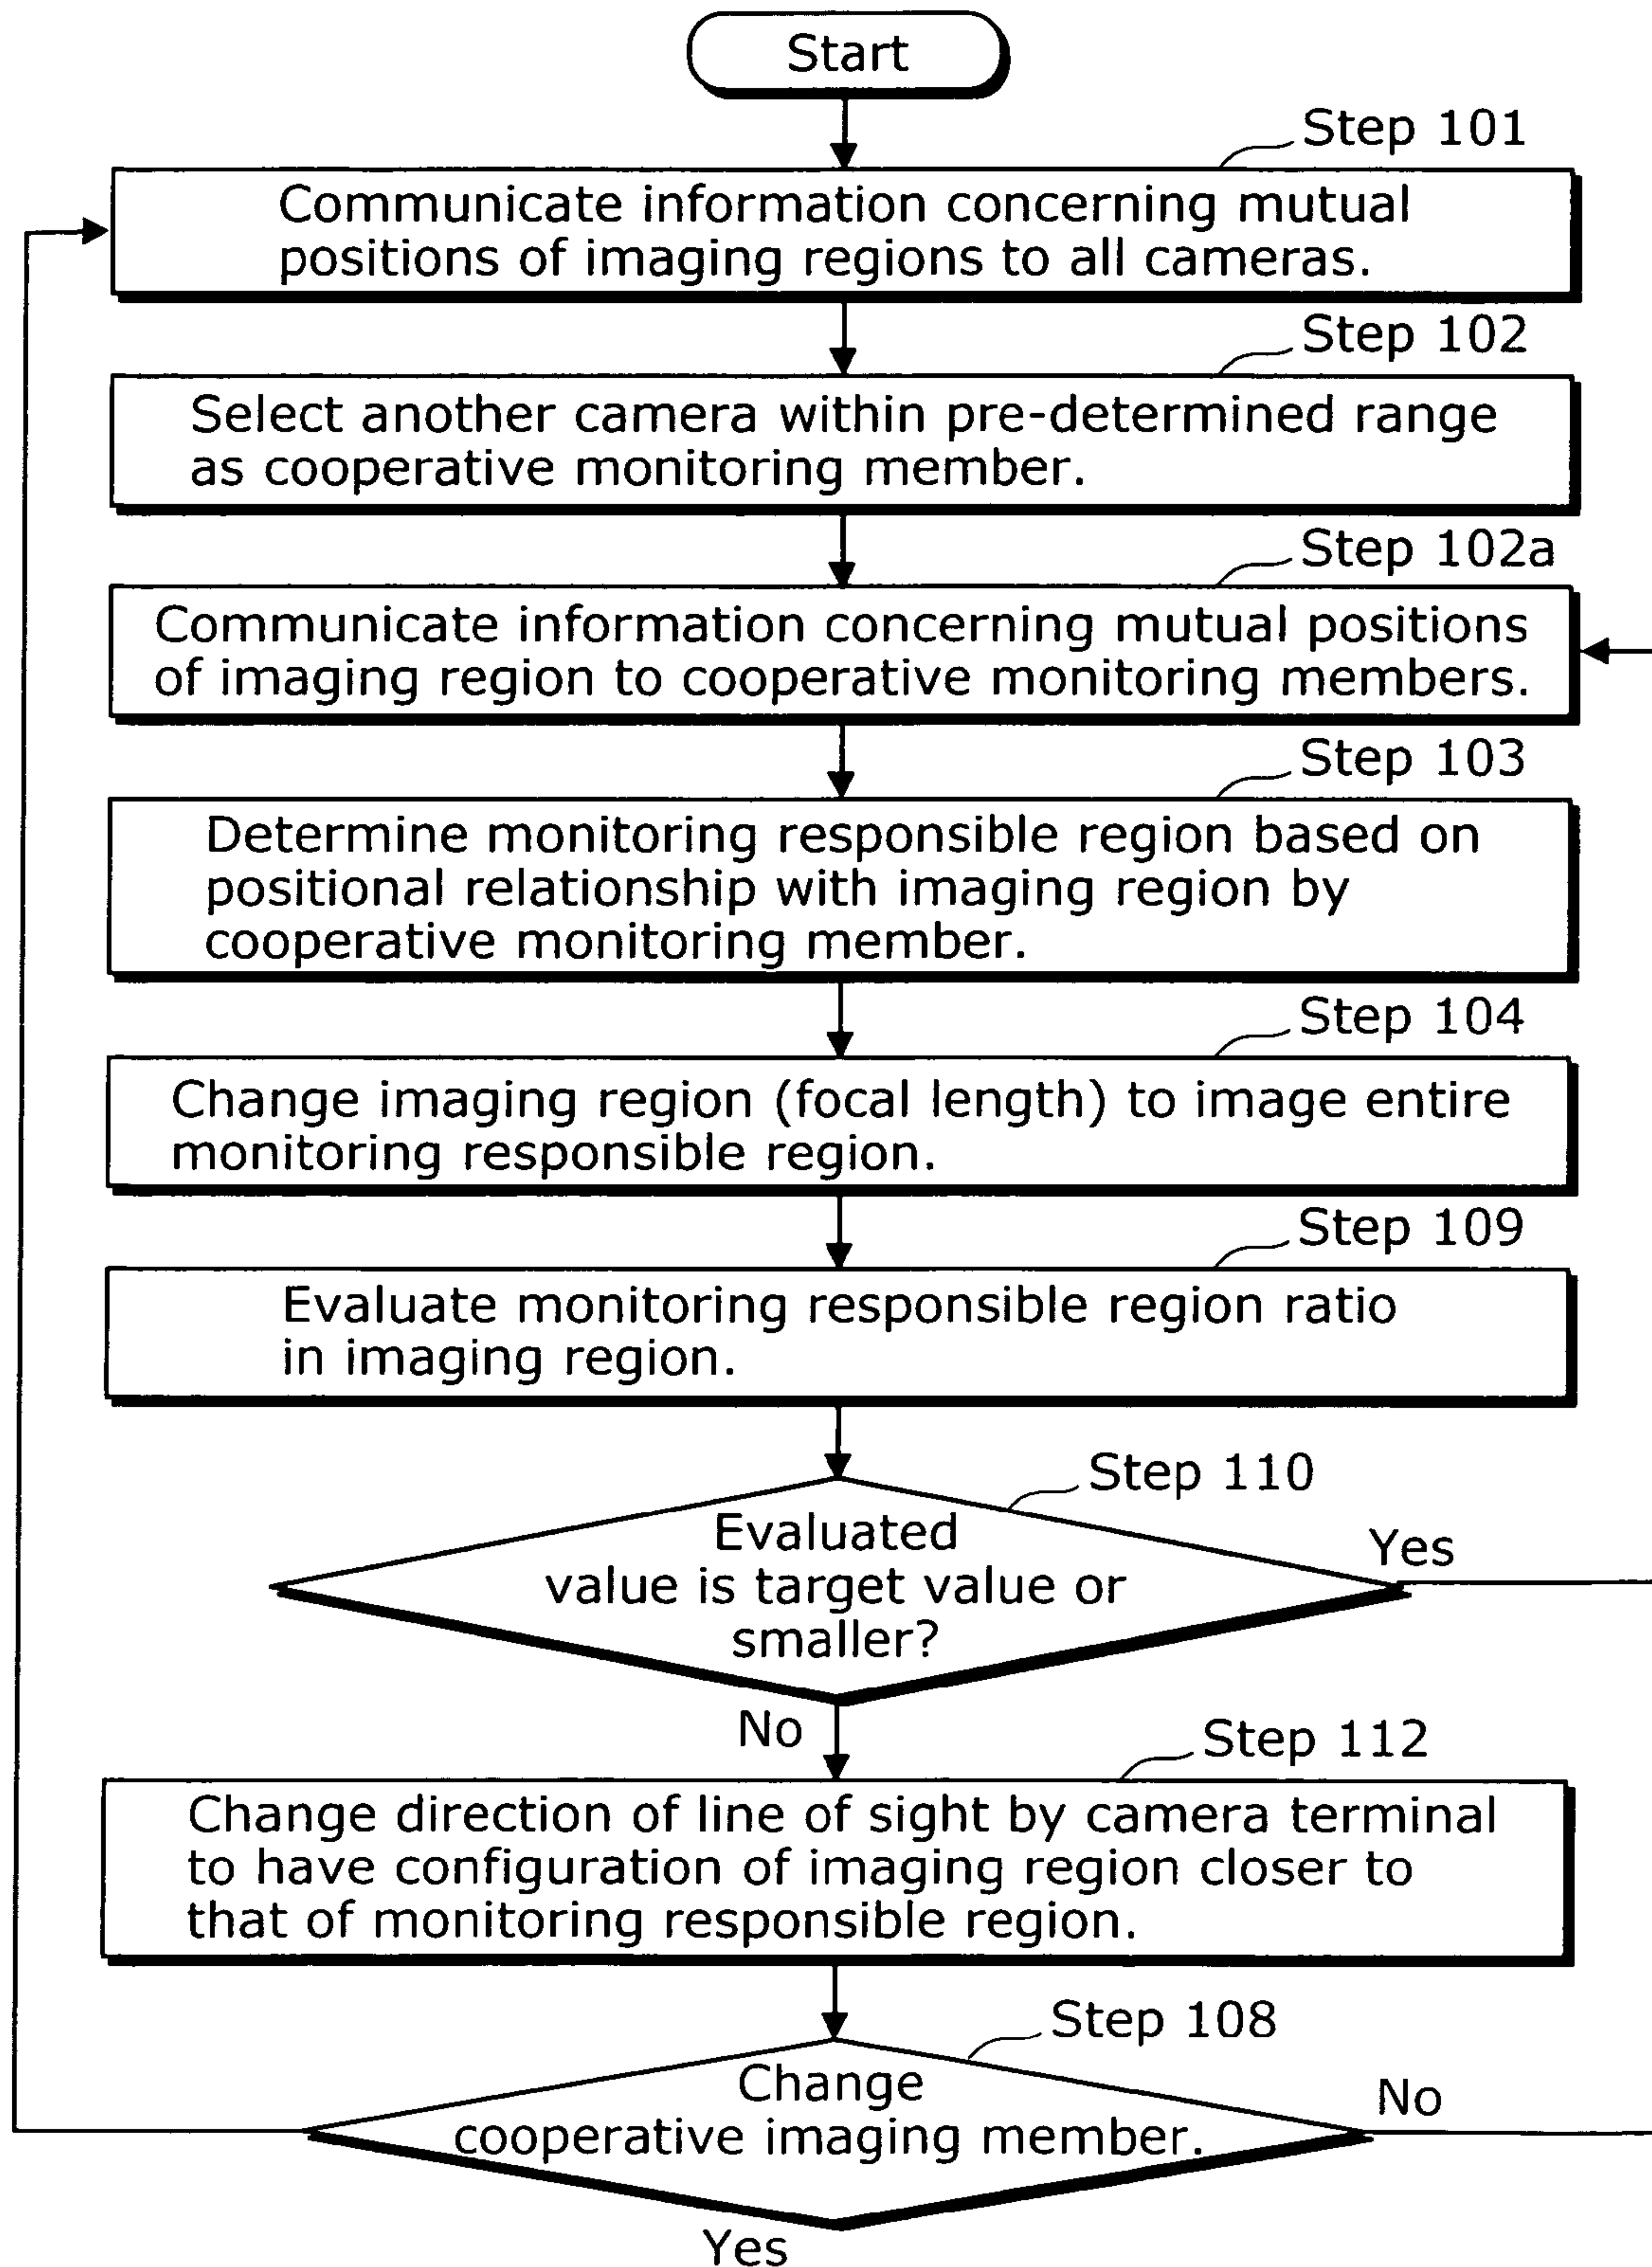 Start
Step 101
Communicate information concerning mutual
positions of imaging regions to all cameras.
Step 102
Select another camera within pre-determined range
as cooperative monitoring member.
Step 102a
Communicate information concerning mutual positions
of imaging region to cooperative monitoring members.
Step 103
Determine monitoring responsible region based on
positional relationship with imaging region by
cooperative monitoring member.
Step 104
Change imaging region (focal length) to image entire
monitoring responsible region.
Step 109
Evaluate monitoring responsible region ratio
in imaging region.
Step 110
Evaluated
value is target value or
smaller?
Yes
No
Step 112
Change direction of line of sight by camera terminal
to have configuration of imaging region closer to
that of monitoring responsible region.
Step 108
Change
cooperative imaging member.
No
Yes